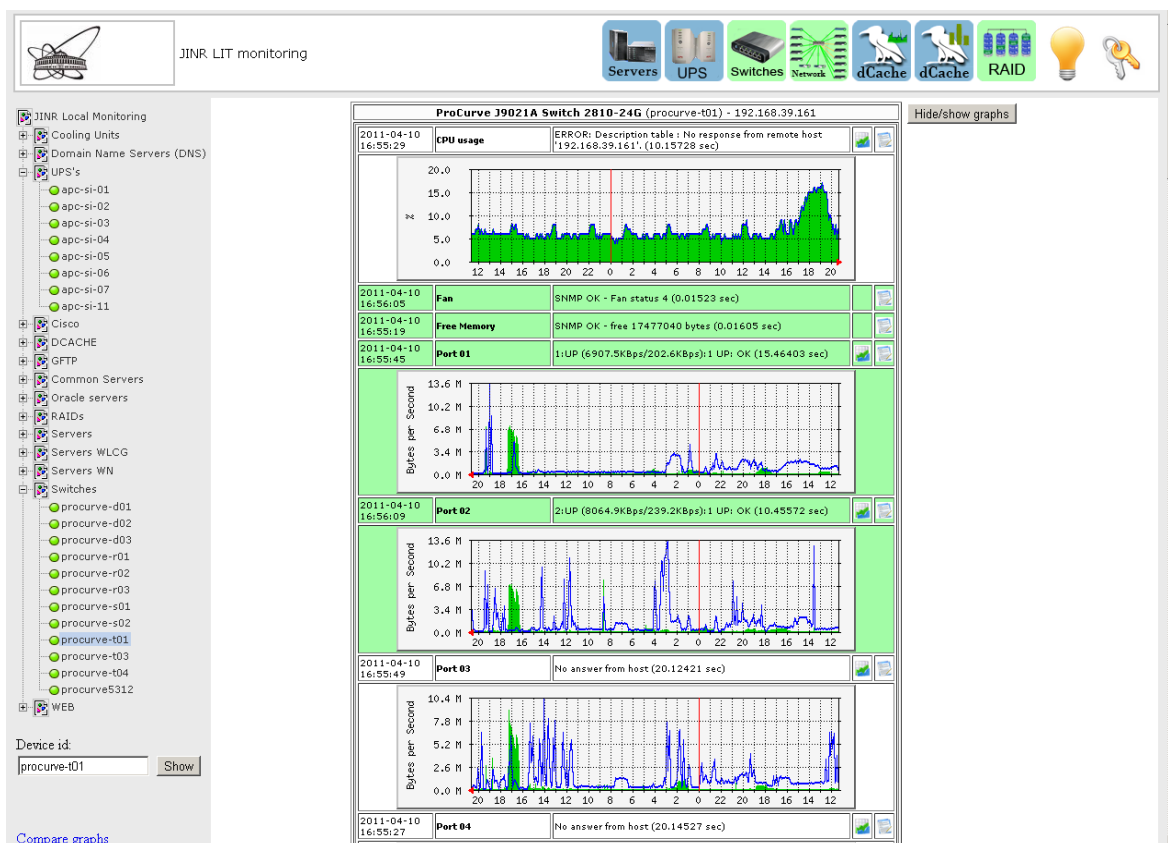 JINR LIT monitoring
Servers
UPS
Switches
Network
dCache
dCache
RAID
JINR Local Monitoring
Cooling Units
Domain Name Servers (DNS)
UPS's
apc-si-01
apc-si-02
apc-si-03
apc-si-04
apc-si-05
apc-si-06
apc-si-07
apc-si-11
Cisco
DCACHE
GFTP
Common Servers
Oracle servers
RAIDs
Servers
Servers WLCG
Servers WN
Switches
procurve-d01
procurve-d02
procurve-d03
procurve-r01
procurve-r02
procurve-r03
procurve-s01
procurve-s02
procurve-t01
procurve-t03
procurve-t04
procurve5312
WEB
Device id:
procurve-t01 Show
Compare graphs
ProCurve J9021A Switch 2810-24G (procurve-t01) - 192.168.39.161
Hide/show graphs
2011-04-10
16:55:29
CPU usage
ERROR: Description table : No response from remote host
'192.168.39.161'. (10.15728 sec)
20.0
15.0
10.0
5.0
0.0
%
12 14 16 18 20 22 0 2 4 6 8 10 12 14 16 18 20
2011-04-10
16:56:05
Fan
SNMP OK - Fan status 4 (0.01523 sec)
2011-04-10
16:55:19
Free Memory
SNMP OK - free 17477040 bytes (0.01605 sec)
2011-04-10
16:55:45
Port 01
1:UP (6907.5KBps/202.6KBps):1 UP: OK (15.46403 sec)
Bytes per Second
13.6 M
10.2 M
6.8 M
3.4 M
0.0 M
20 18 16 14 12 10 8 6 4 2 0 22 20 18 16 14 12
2011-04-10
16:56:09
Port 02
2:UP (8064.9KBps/239.2KBps):1 UP: OK (10.45572 sec)
Bytes per Second
13.6 M
10.2 M
6.8 M
3.4 M
0.0 M
20 18 16 14 12 10 8 6 4 2 0 22 20 18 16 14 12
2011-04-10
16:55:49
Port 03
No answer from host (20.12421 sec)
Bytes per Second
10.4 M
7.8 M
5.2 M
2.6 M
0.0 M
20 18 16 14 12 10 8 6 4 2 0 22 20 18 16 14 12
2011-04-10
16:55:27
Port 04
No answer from host (20.14527 sec)